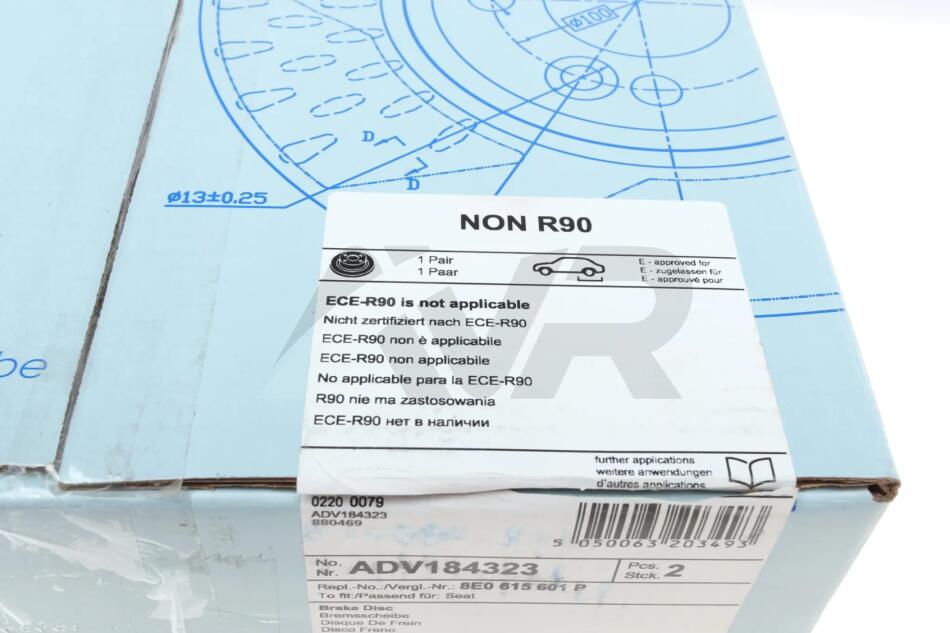 ø100
D
D
ø13±0.25
NON R90
1 Pair
1 Paar
E - approved for
E - zugelassen für
E - approuvé pour
ECE-R90 is not applicable
Nicht zertifiziert nach ECE-R90
ECE-R90 non è applicabile
ECE-R90 non applicabile
No applicable para la ECE-R90
R90 nie ma zastosowania
ECE-R90 нет в наличии
be
further applications
weitere anwendungen
d'autres applications
0220 0079
ADV184323
880469
5 050063 203493
No.
Nr. ADV184323
Pcs.
Stck. 2
Repl.-No.:/Vergl.-Nr.: 8E0 615 601 P
To fit:/Passend für: Seat
Brake Disc
Bremsscheibe
Disque De Frein
Disco Freno